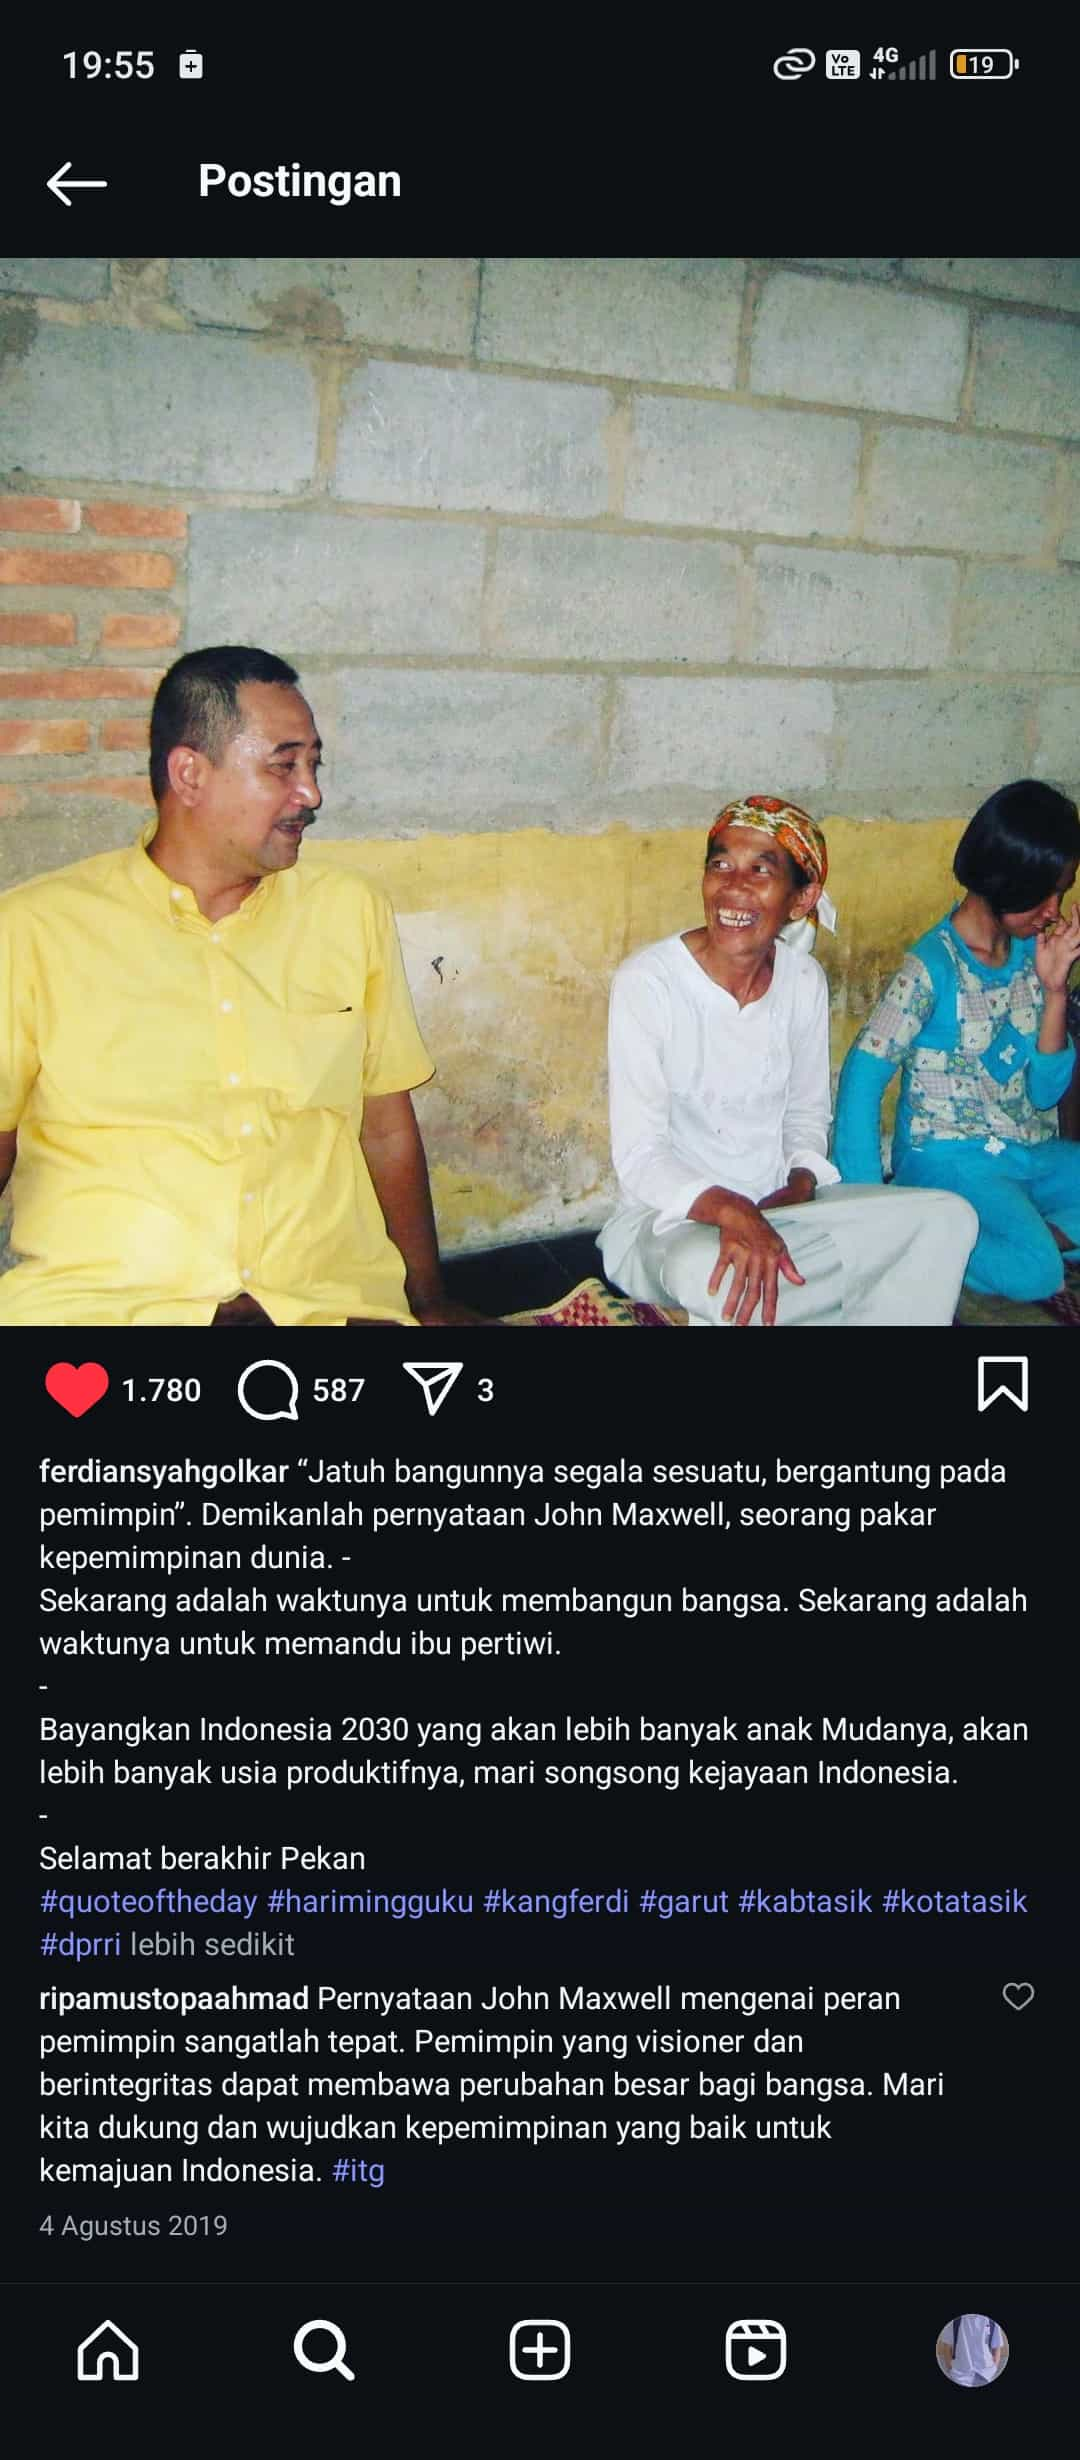 19:55
Vo
LTE
4G
19
Postingan
1.780
587
3
ferdiansyahgolkar “Jatuh bangunnya segala sesuatu, bergantung pada
pemimpin”. Demikanlah pernyataan John Maxwell, seorang pakar
kepemimpinan dunia. -
Sekarang adalah waktunya untuk membangun bangsa. Sekarang adalah
waktunya untuk memandu ibu pertiwi.
-
Bayangkan Indonesia 2030 yang akan lebih banyak anak Mudanya, akan
lebih banyak usia produktifnya, mari songsong kejayaan Indonesia.
-
Selamat berakhir Pekan
#quoteoftheday #harimingguku #kangferdi #garut #kabtasik #kotatasik
#dprri lebih sedikit
ripamustopaahmad Pernyataan John Maxwell mengenai peran
pemimpin sangatlah tepat. Pemimpin yang visioner dan
berintegritas dapat membawa perubahan besar bagi bangsa. Mari
kita dukung dan wujudkan kepemimpinan yang baik untuk
kemajuan Indonesia. #itg
4 Agustus 2019